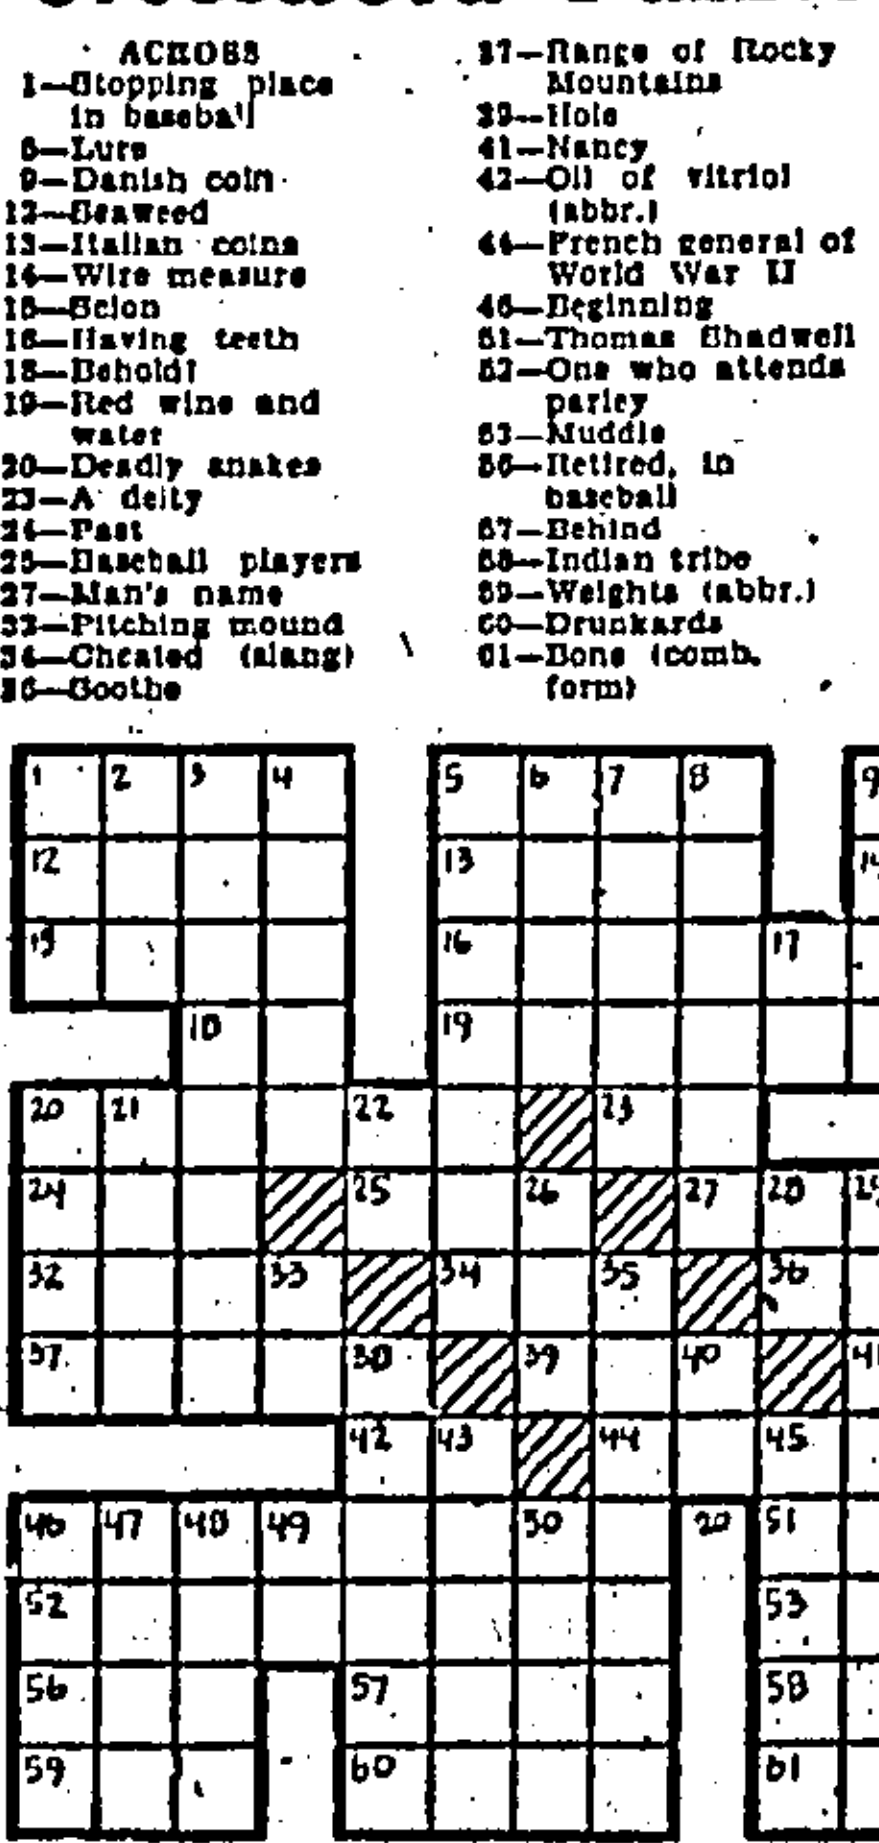 ACROSS
1—Stopping place
in baseball
5—Lure
9—Danish coin
12—Seaweed
13—Italian coins
14—Wire measure
15—Scion
16—Having teeth
18—Behold!
19—Red wine and
water
20—Deadly snakes
23—A deity
24—Past
25—Baseball players
27—Man's name
32—Pitching mound
34—Cheated (slang)
36—Soothe
37—Range of Rocky
Mountains
39—Hole
41—Nancy
42—Oil of vitriol
(abbr.)
44—French general of
World War II
46—Beginning
51—Thomas Shadwell
52—One who attends
parley
53—Muddle
56—Retired, in
baseball
57—Behind
58—Indian tribe
59—Weights (abbr.)
60—Drunkards
61—Bone (comb.
form)
1 2 3 4 5 6 7 8 9
12 13 14
15 16 17
18 19
20 21 22 23
24 25 26 27 28 29
32 33 34 35 36
37 38 39 40 41
42 43 44 45
46 47 48 49 50 20 51
52 53
56 57 58
59 60 61